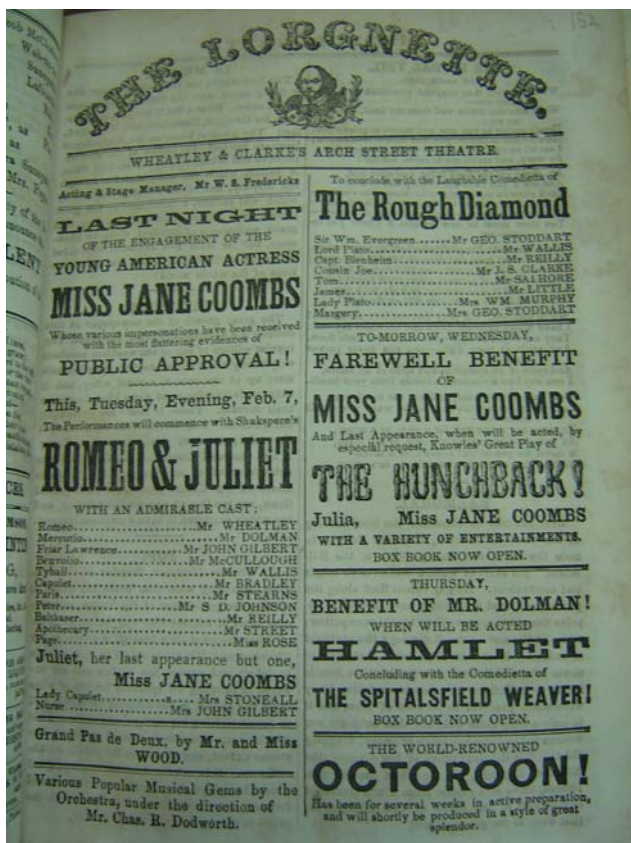 152
THE LORGNETTE.
WHEATLEY & CLARKE'S ARCH STREET THEATRE.
Acting & Stage Manager, Mr W. S. Fredericks
LAST NIGHT
OF THE ENGAGEMENT OF THE
YOUNG AMERICAN ACTRESS
MISS JANE COOMBS
Whose various impersonations have been received
with the most flattering evidences of
PUBLIC APPROVAL!
This, Tuesday, Evening, Feb. 7,
The Performances will commence with Shakspere's
ROMEO & JULIET
WITH AN ADMIRABLE CAST:
Romeo......Mr WHEATLEY
Mercutio......Mr DOLMAN
Friar Lawrence......Mr JOHN GILBERT
Benvolio......Mr McCULLOUGH
Tybalt......Mr WALLIS
Capulet......Mr BRADLEY
Paris......Mr STEARNS
Peter......Mr S D. JOHNSON
Balthaser......Mr REILLY
Apothecary......Mr STREET
Page......Miss ROSE
Juliet, her last appearance but one,
Miss JANE COOMBS
Lady Capulet......Mrs STONEALL
Nurse......Mrs JOHN GILBERT
Grand Pas de Deux, by Mr. and Miss
WOOD.
Various Popular Musical Gems by the
Orchestra, under the direction of
Mr. Chas. R. Dodworth.
To conclude with the Laughable Comedietta of
The Rough Diamond
Sir Wm. Evergreen......Mr GEO. STODDART
Lord Plato......Mr WALLIS
Capt. Blenheim......Mr REILLY
Cousin Joe......Mr J. S. CLARKE
Tom......Mr SAIHORE
James......Mr LITTLE
Lady Plato......Mrs WM. MURPHY
Margery......Mrs GEO. STODDART
TO-MORROW, WEDNESDAY,
FAREWELL BENEFIT
OF
MISS JANE COOMBS
And Last Appearance, when will be acted, by
especial request, Knowles' Great Play of
THE HUNCHBACK!
Julia, Miss JANE COOMBS
WITH A VARIETY OF ENTERTAINMENTS.
BOX BOOK NOW OPEN.
THURSDAY,
BENEFIT OF MR. DOLMAN!
WHEN WILL BE ACTED
HAMLET
Concluding with the Comedietta of
THE SPITALSFIELD WEAVER!
BOX BOOK NOW OPEN.
THE WORLD-RENOWNED
OCTOROON!
Has been for several weeks in active preparation,
and will shortly be produced in a style of great
splendor.